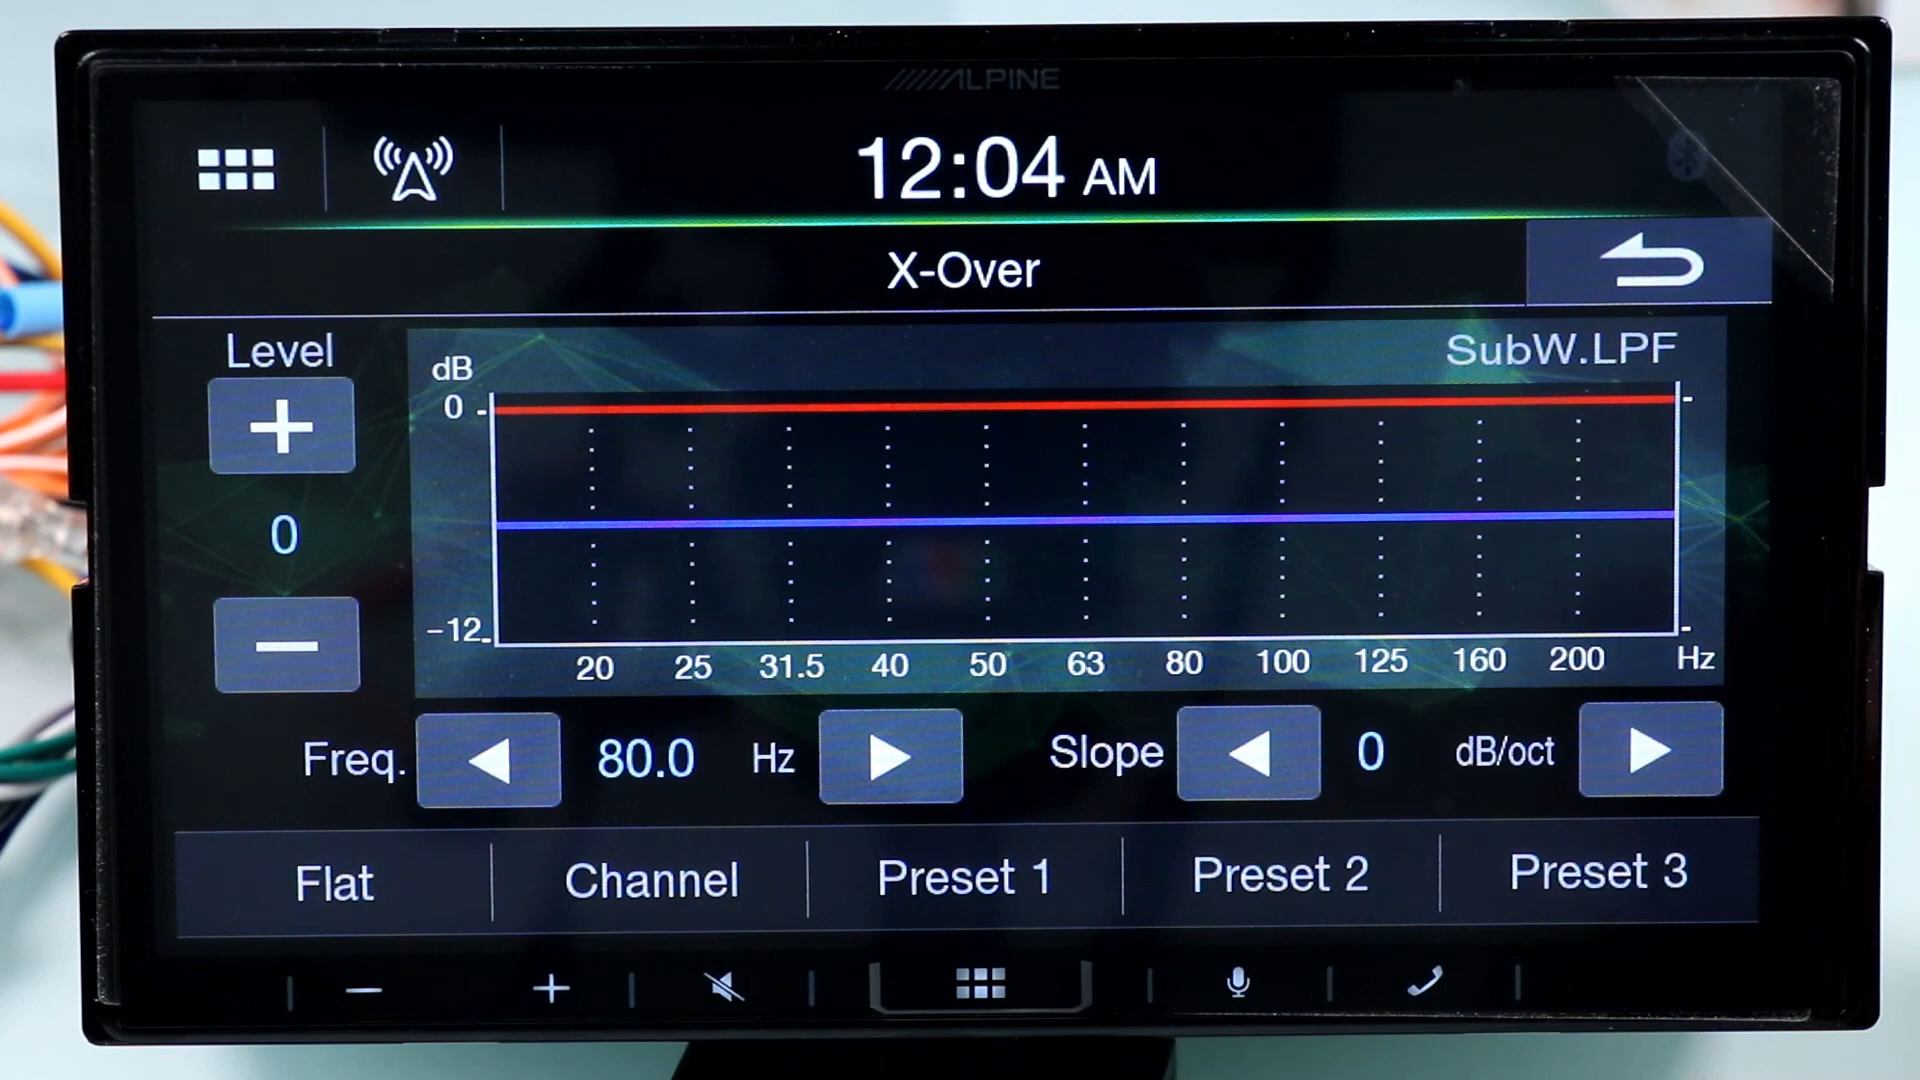 ALPINE
12:04 AM
X-Over
Level
dB
SubW.LPF
0
0
-12
20 25 31.5 40 50 63 80 100 125 160 200 Hz
Freq. 80.0 Hz Slope 0 dB/oct
Flat Channel Preset 1 Preset 2 Preset 3